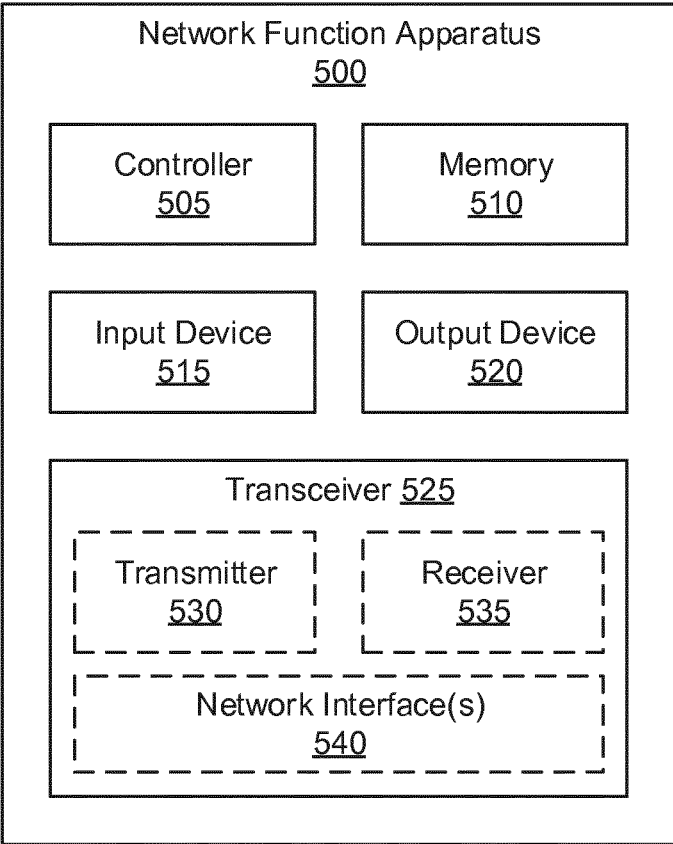 Network Function Apparatus
500
Controller
505
Memory
510
Input Device
515
Output Device
520
Transceiver 525
Transmitter
530
Receiver
535
Network Interface(s)
540